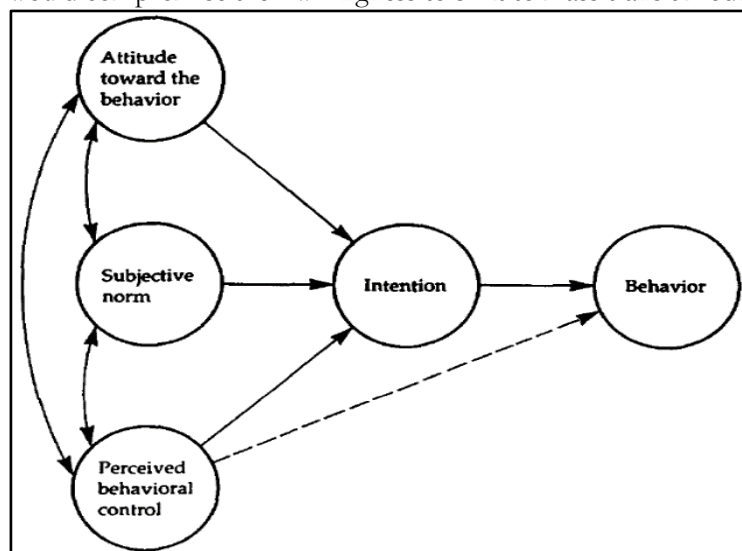 Attitude
toward the
behavior
Subjective
norm
Intention
Behavior
Perceived
behavioral
control